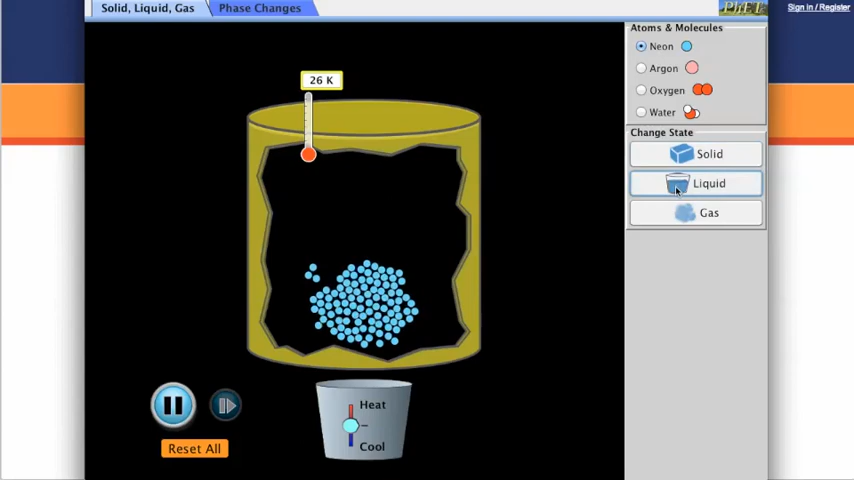 Solid, Liquid, Gas
Phase Changes
PhET
Sign in / Register
26 K
Atoms & Molecules
Neon
Argon
Oxygen
Water
Change State
Solid
Liquid
Gas
Heat
Cool
Reset All